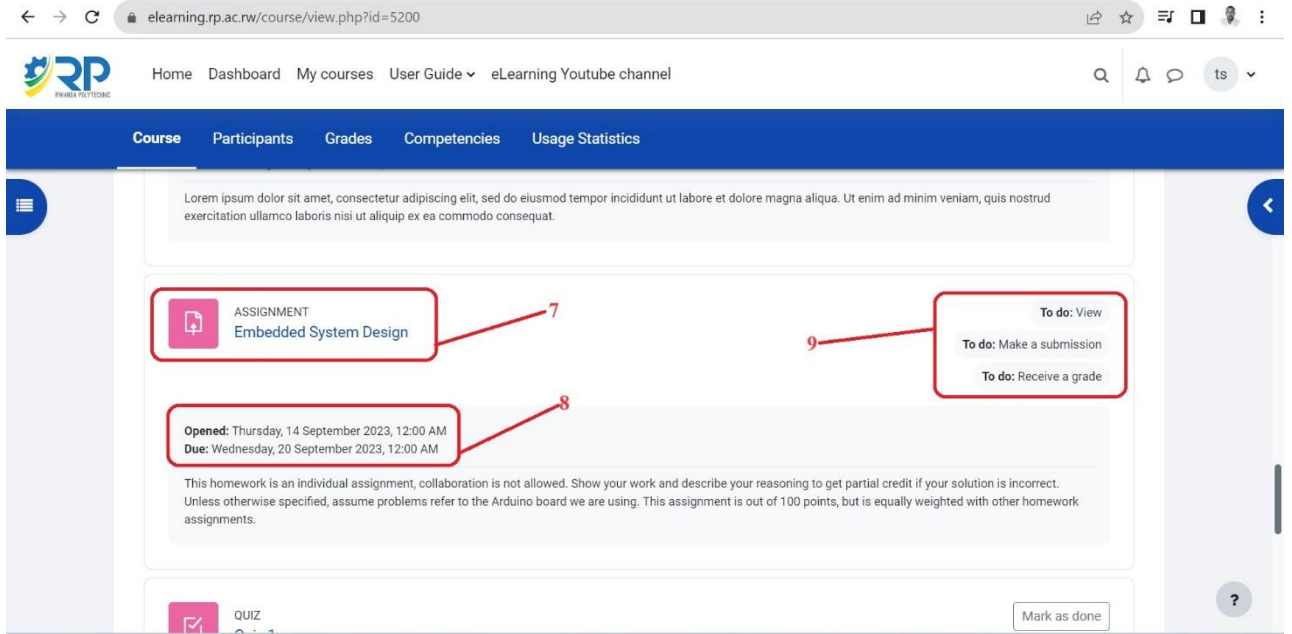 elearning.rp.ac.rw/course/view.php?id=5200
RP
RWANDA POLYTECHNIC
Home Dashboard My courses User Guide eLearning Youtube channel
ts
Course Participants Grades Competencies Usage Statistics
Lorem ipsum dolor sit amet, consectetur adipiscing elit, sed do eiusmod tempor incididunt ut labore et dolore magna aliqua. Ut enim ad minim veniam, quis nostrud
exercitation ullamco laboris nisi ut aliquip ex ea commodo consequat.
ASSIGNMENT
Embedded System Design
7
9
To do: View
To do: Make a submission
To do: Receive a grade
8
Opened: Thursday, 14 September 2023, 12:00 AM
Due: Wednesday, 20 September 2023, 12:00 AM
This homework is an individual assignment, collaboration is not allowed. Show your work and describe your reasoning to get partial credit if your solution is incorrect.
Unless otherwise specified, assume problems refer to the Arduino board we are using. This assignment is out of 100 points, but is equally weighted with other homework
assignments.
QUIZ
Mark as done
?